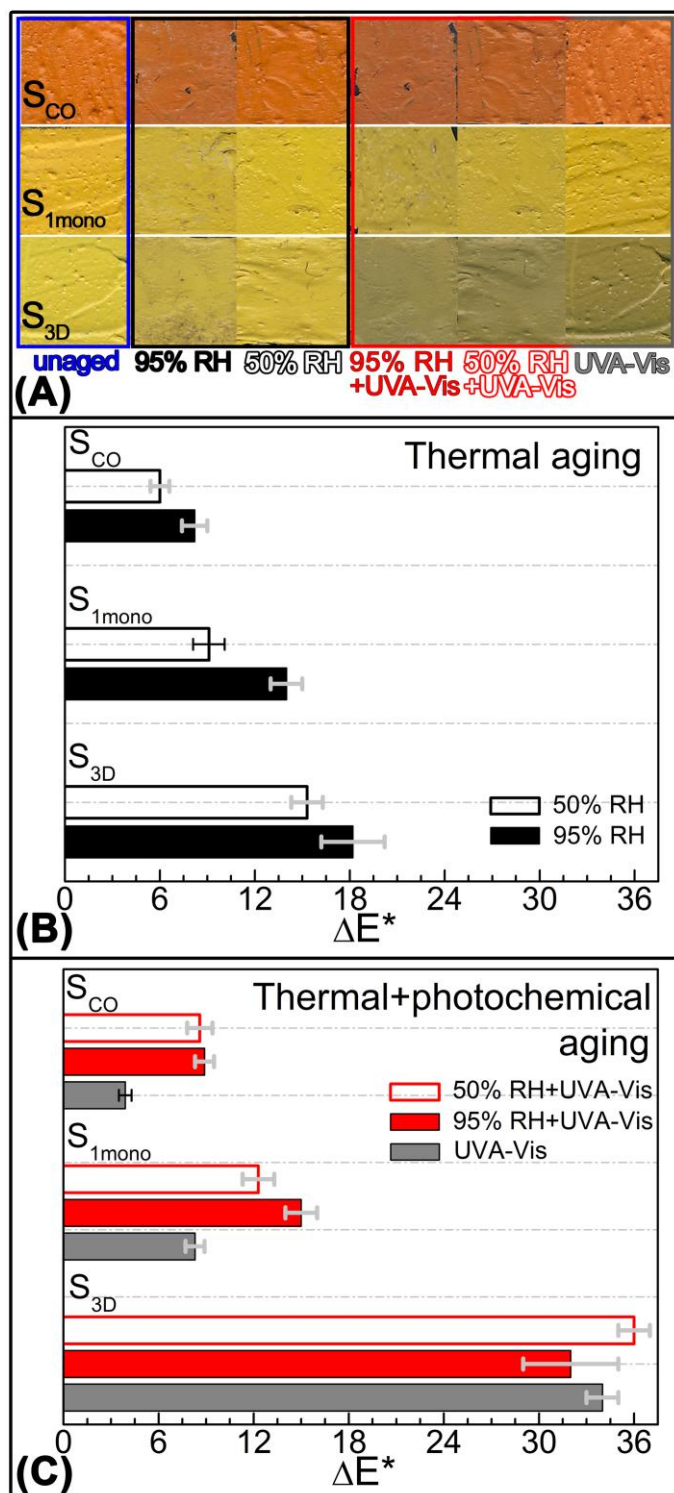 S_CO
S_1mono
S_3D
unaged 95% RH 50% RH 95% RH +UVA-Vis 50% RH +UVA-Vis UVA-Vis
(A)
S_CO
Thermal aging
S_1mono
S_3D
50% RH
95% RH
0 6 12 18 24 30 36
(B)
ΔE*
S_CO
Thermal+photochemical
aging
50% RH+UVA-Vis
95% RH+UVA-Vis
UVA-Vis
S_1mono
S_3D
0 6 12 18 24 30 36
(C)
ΔE*